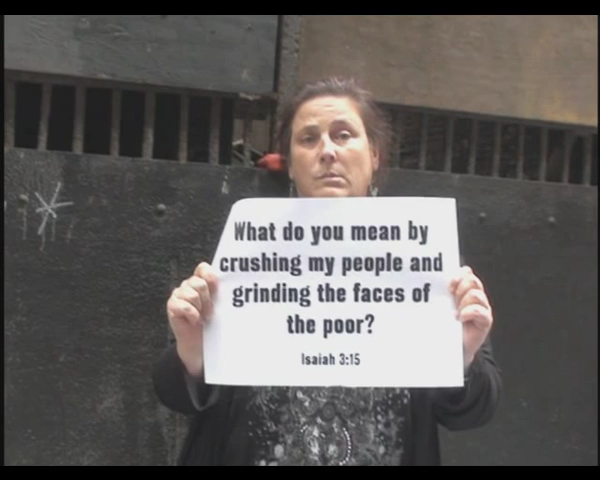 What do you mean by
crushing my people and
grinding the faces of
the poor?
Isaiah 3:15